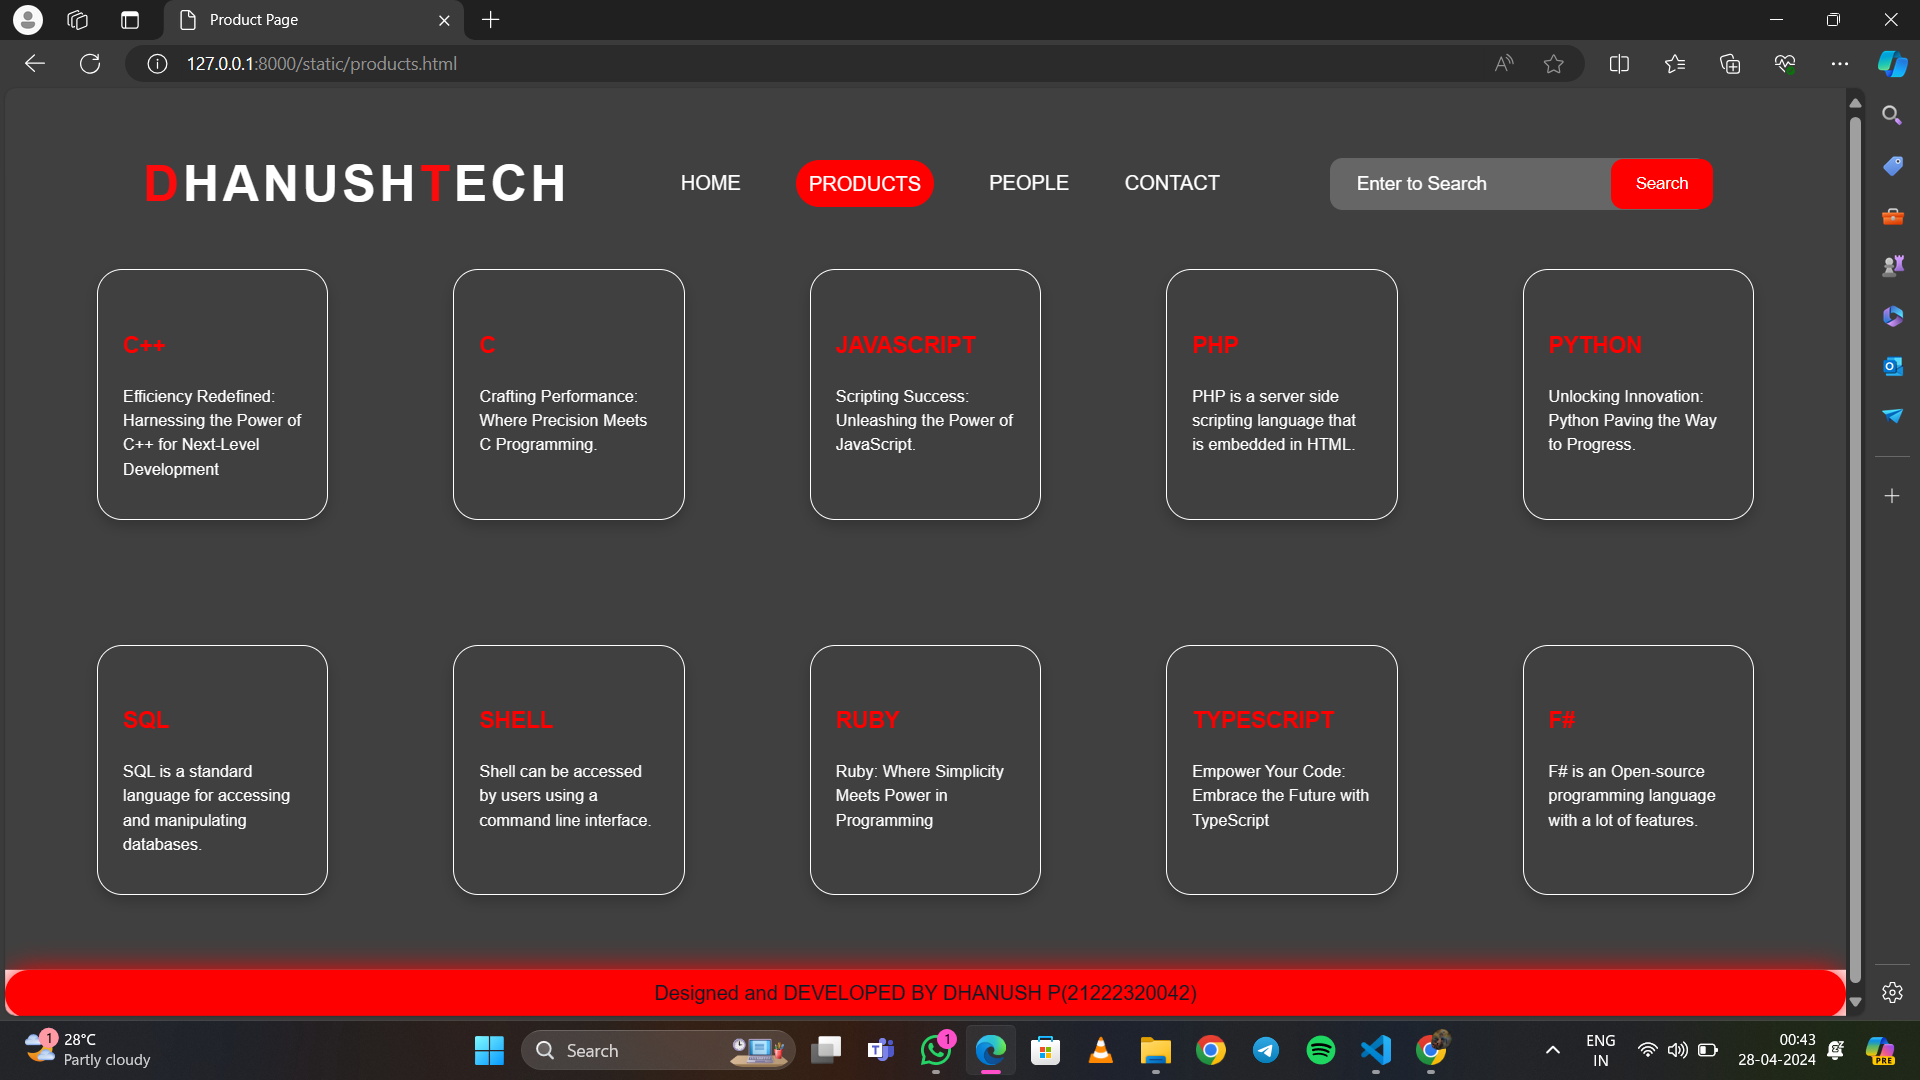 Product Page
127.0.0.1:8000/static/products.html
DHANUSHTECH
HOME
PRODUCTS
PEOPLE
CONTACT
Enter to Search
Search
C++
Efficiency Redefined:
Harnessing the Power of
C++ for Next-Level
Development
C
Crafting Performance:
Where Precision Meets
C Programming.
JAVASCRIPT
Scripting Success:
Unleashing the Power of
JavaScript.
PHP
PHP is a server side
scripting language that
is embedded in HTML.
PYTHON
Unlocking Innovation:
Python Paving the Way
to Progress.
SQL
SQL is a standard
language for accessing
and manipulating
databases.
SHELL
Shell can be accessed
by users using a
command line interface.
RUBY
Ruby: Where Simplicity
Meets Power in
Programming
TYPESCRIPT
Empower Your Code:
Embrace the Future with
TypeScript
F#
F# is an Open-source
programming language
with a lot of features.
Designed and DEVELOPED BY DHANUSH P(21222320042)
1
28°C
Partly cloudy
Search
1
ENG
IN
00:43
28-04-2024
PRE